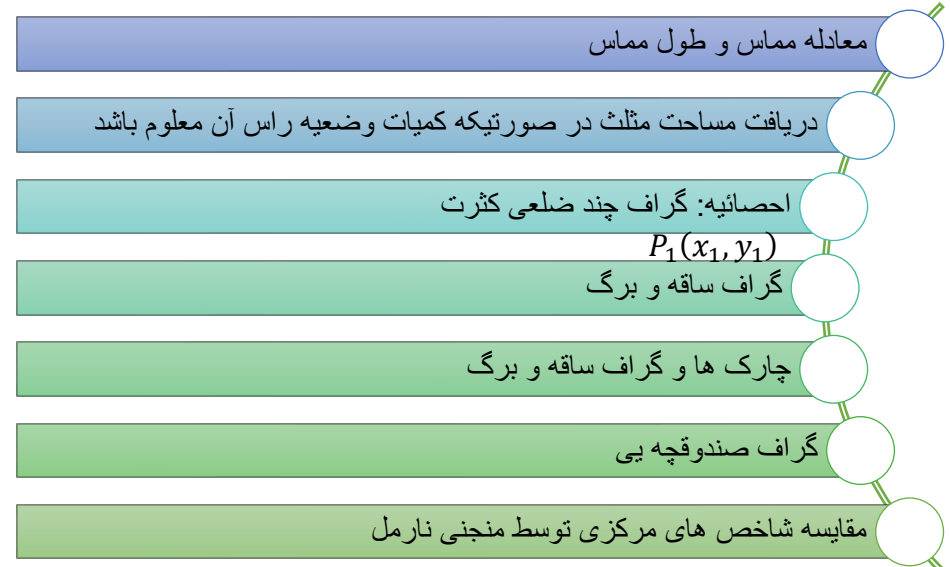 معادله مماس و طول مماس
دریافت مساحت مثلث در صورتیکه کمیات وضعیه راس آن معلوم باشد
احصائیه: گراف چند ضلعی کثرت
P₁(x₁, y₁)
گراف ساقه و برگ
چارک ها و گراف ساقه و برگ
گراف صندوقچه یی
مقایسه شاخص های مرکزی توسط منجنی نارمل